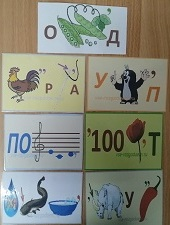 О Д
Р А
У П
ПО
'100 ,Т
У